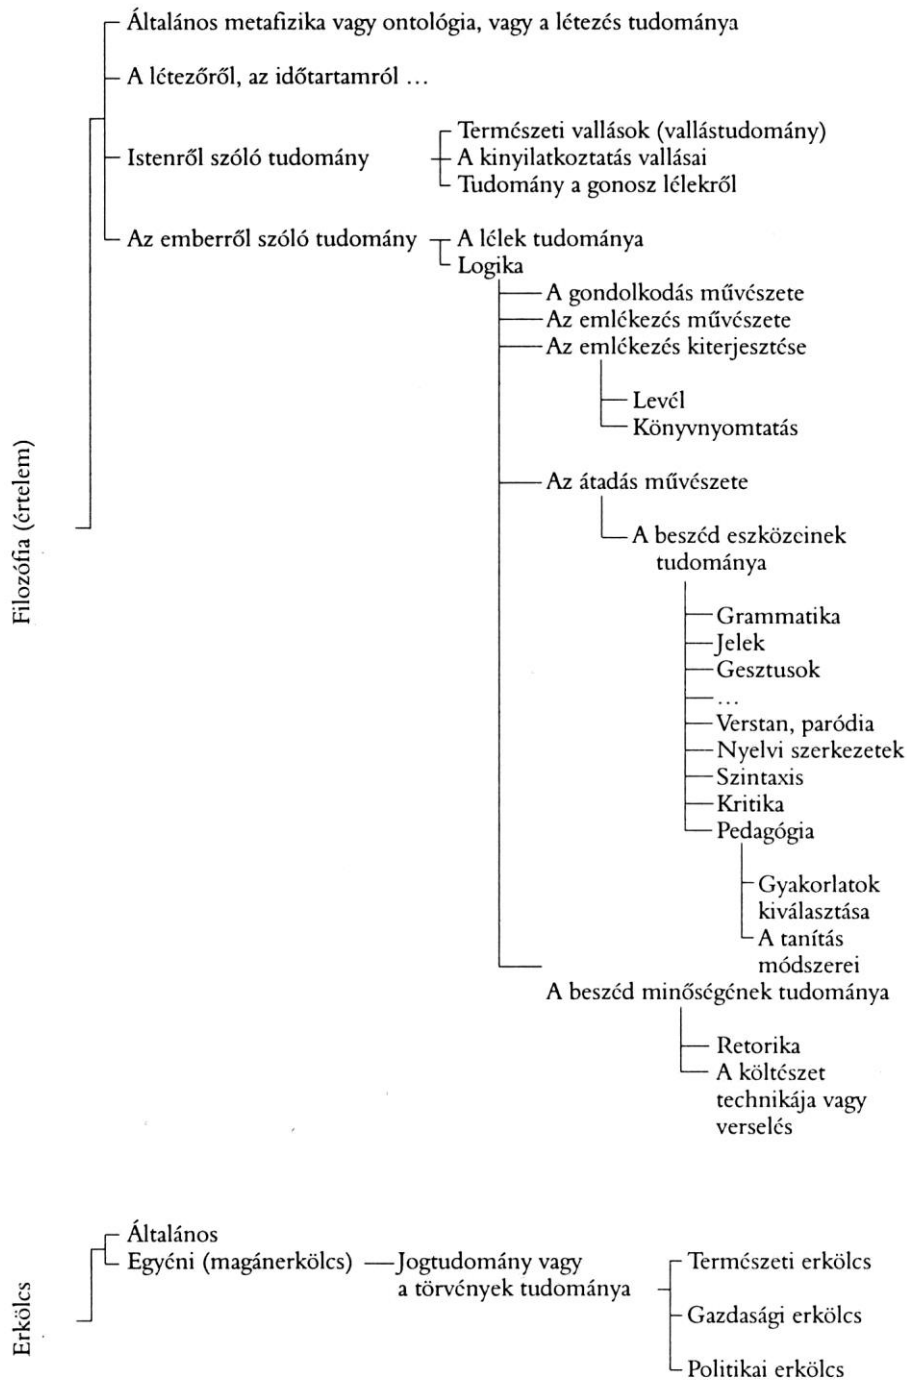 Általános metafizika vagy ontológia, vagy a létezés tudománya
A létezőről, az időtartamról ...
Istenről szóló tudomány
Természeti vallások (vallástudomány)
A kinyilatkoztatás vallásai
Tudomány a gonosz lélekről
Az emberről szóló tudomány
A lélek tudománya
Logika
A gondolkodás művészete
Az emlékezés művészete
Az emlékezés kiterjesztése
Levél
Könyvnyomtatás
Az átadás művészete
A beszéd eszközeinek
tudománya
Grammatika
Jelek
Gesztusok
...
Verstan, paródia
Nyelvi szerkezetek
Szintaxis
Kritika
Pedagógia
Gyakorlatok
kiválasztása
A tanítás
módszerei
A beszéd minőségének tudománya
Retorika
A költészet
technikája vagy
verselés
Filozófia (értelem)
Általános
Egyéni (magánerkölcs)
Jogtudomány vagy
a törvények tudománya
Természeti erkölcs
Gazdasági erkölcs
Politikai erkölcs
Erkölcs